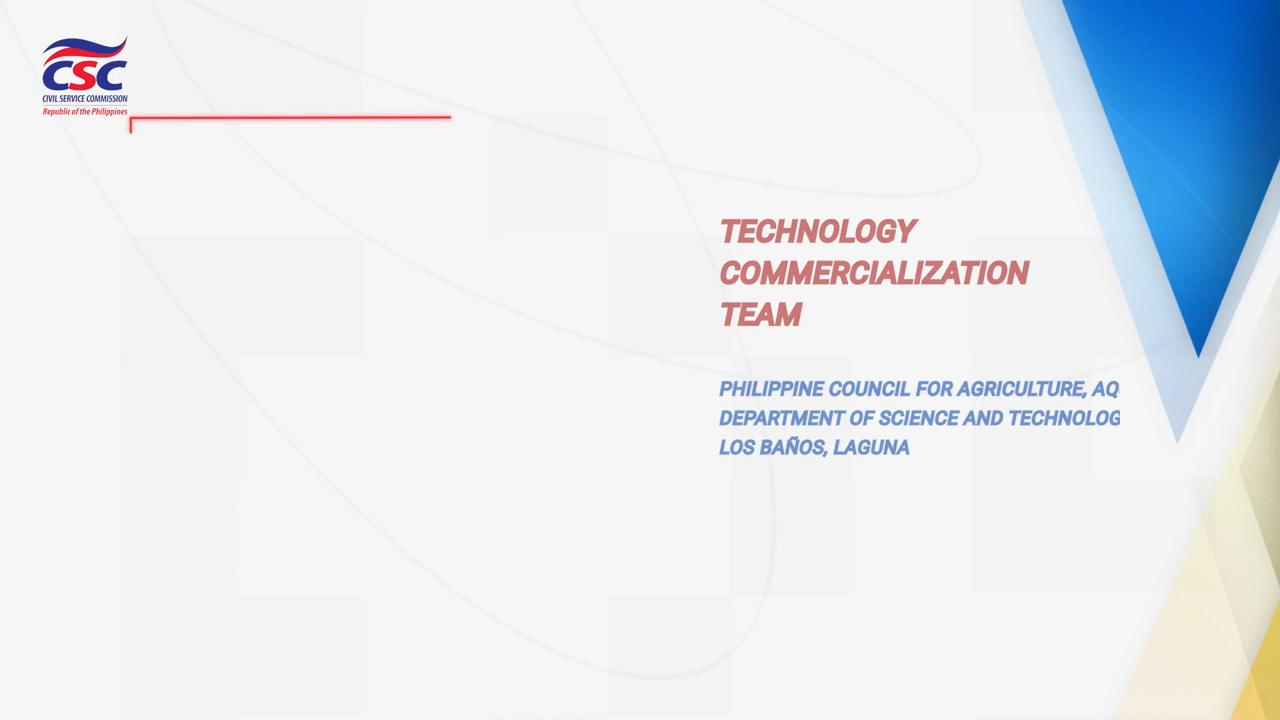 CSC
CIVIL SERVICE COMMISSION
Republic of the Philippines
TECHNOLOGY
COMMERCIALIZATION
TEAM
PHILIPPINE COUNCIL FOR AGRICULTURE, AQ
DEPARTMENT OF SCIENCE AND TECHNOLOG
LOS BAÑOS, LAGUNA